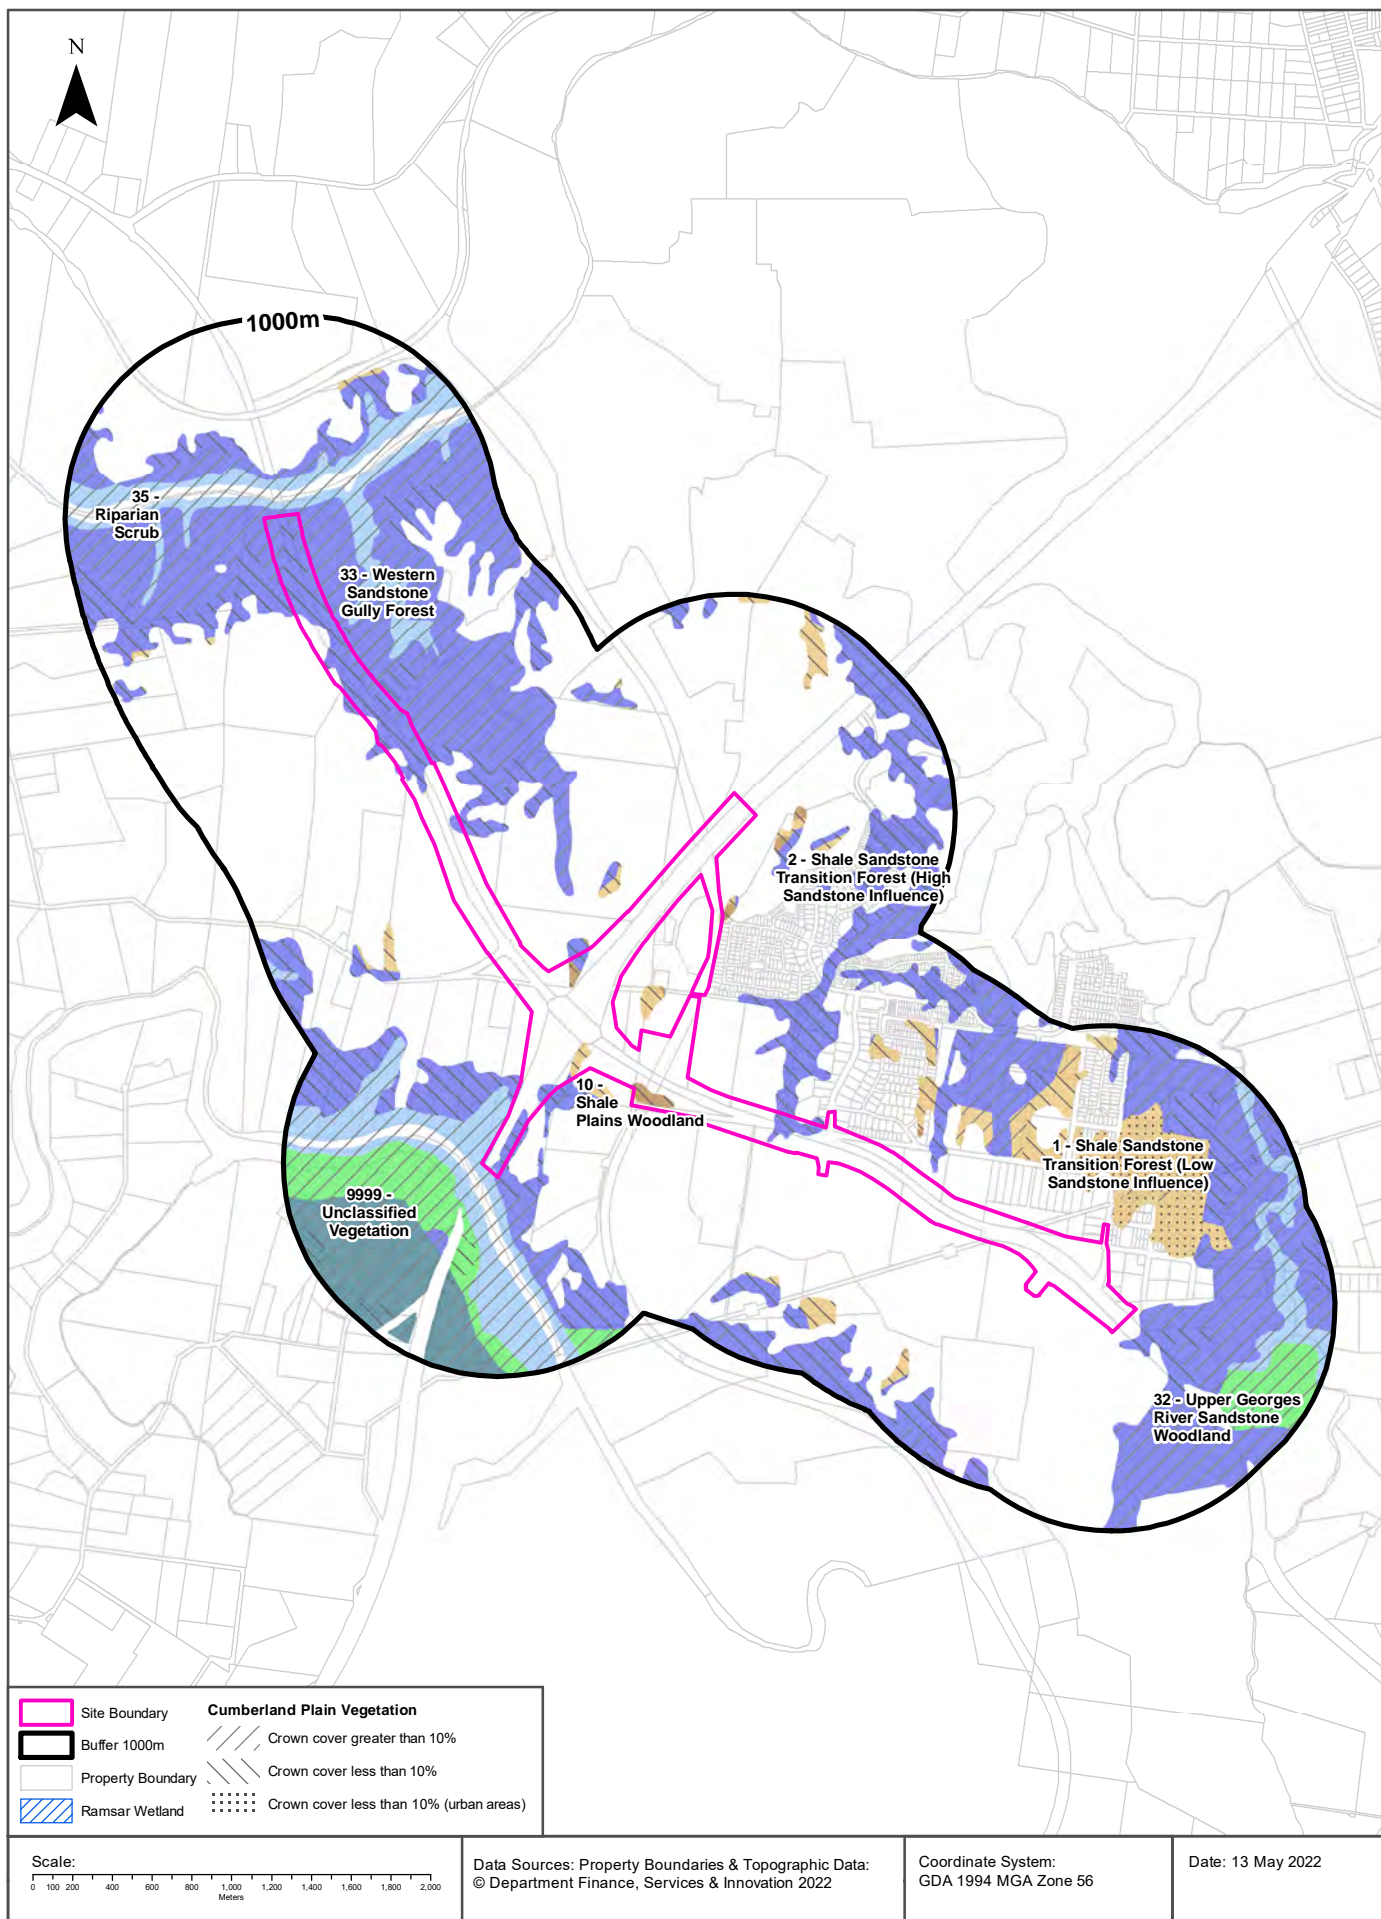 N
1000m
35 -
Riparian
Scrub
33 - Western
Sandstone
Gully Forest
2 - Shale Sandstone
Transition Forest (High
Sandstone Influence)
10 -
Shale
Plains Woodland
1 - Shale Sandstone
Transition Forest (Low
Sandstone Influence)
9999 -
Unclassified
Vegetation
32 - Upper Georges
River Sandstone
Woodland
Site Boundary
Buffer 1000m
Property Boundary
Ramsar Wetland
Cumberland Plain Vegetation
Crown cover greater than 10%
Crown cover less than 10%
Crown cover less than 10% (urban areas)
Scale:
0 100 200 400 600 800 1,000 1,200 1,400 1,600 1,800 2,000
Meters
Data Sources: Property Boundaries & Topographic Data:
© Department Finance, Services & Innovation 2022
Coordinate System:
GDA 1994 MGA Zone 56
Date: 13 May 2022